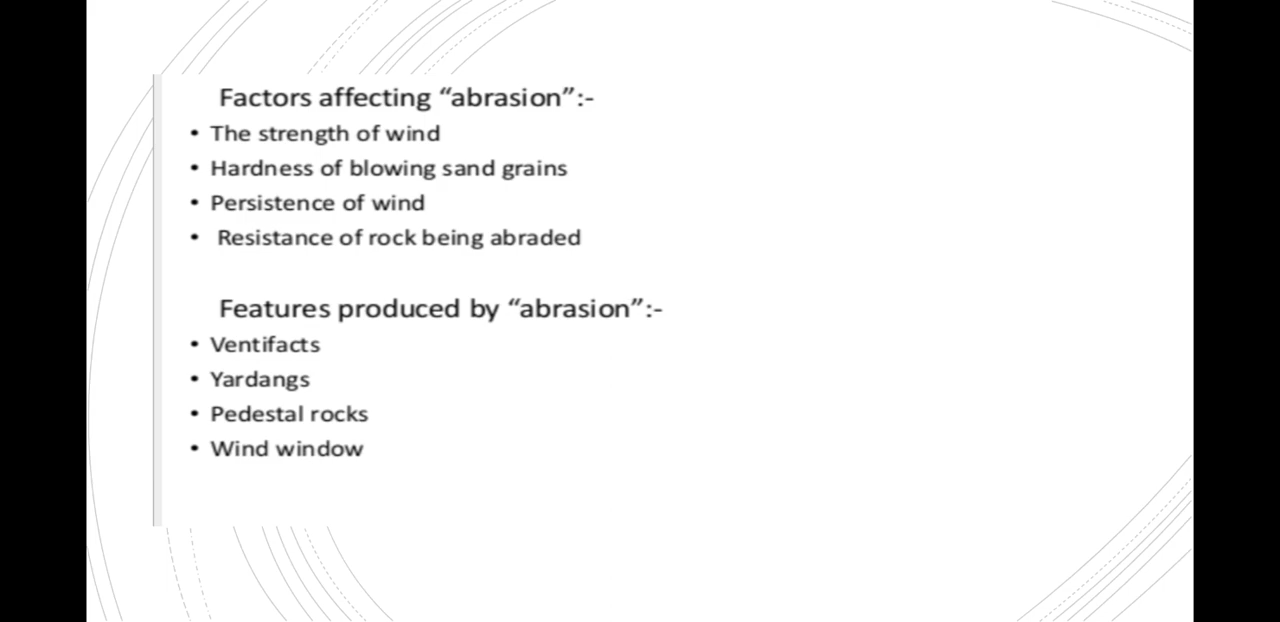 Factors affecting “abrasion”:-
• The strength of wind
• Hardness of blowing sand grains
• Persistence of wind
• Resistance of rock being abraded
Features produced by “abrasion”:-
• Ventifacts
• Yardangs
• Pedestal rocks
• Wind window